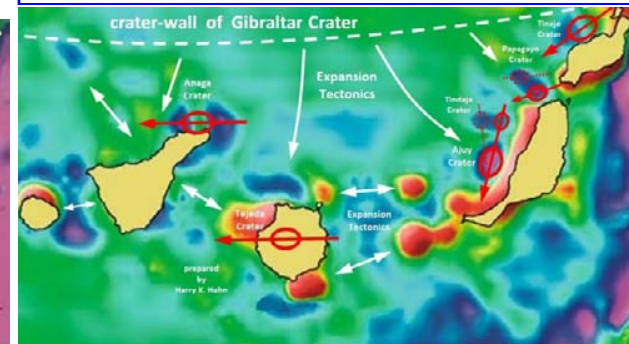 crater-wall of Gibraltar Crater
Tinaja
Crater
Papagayo
Crater
Anaga
Crater
Expansion
Tectonics
Tindaja
Crater
Ajuy
Crater
Tejeda
Crater
Expansion
Tectonics
prepared
by
Harry K. Hahn